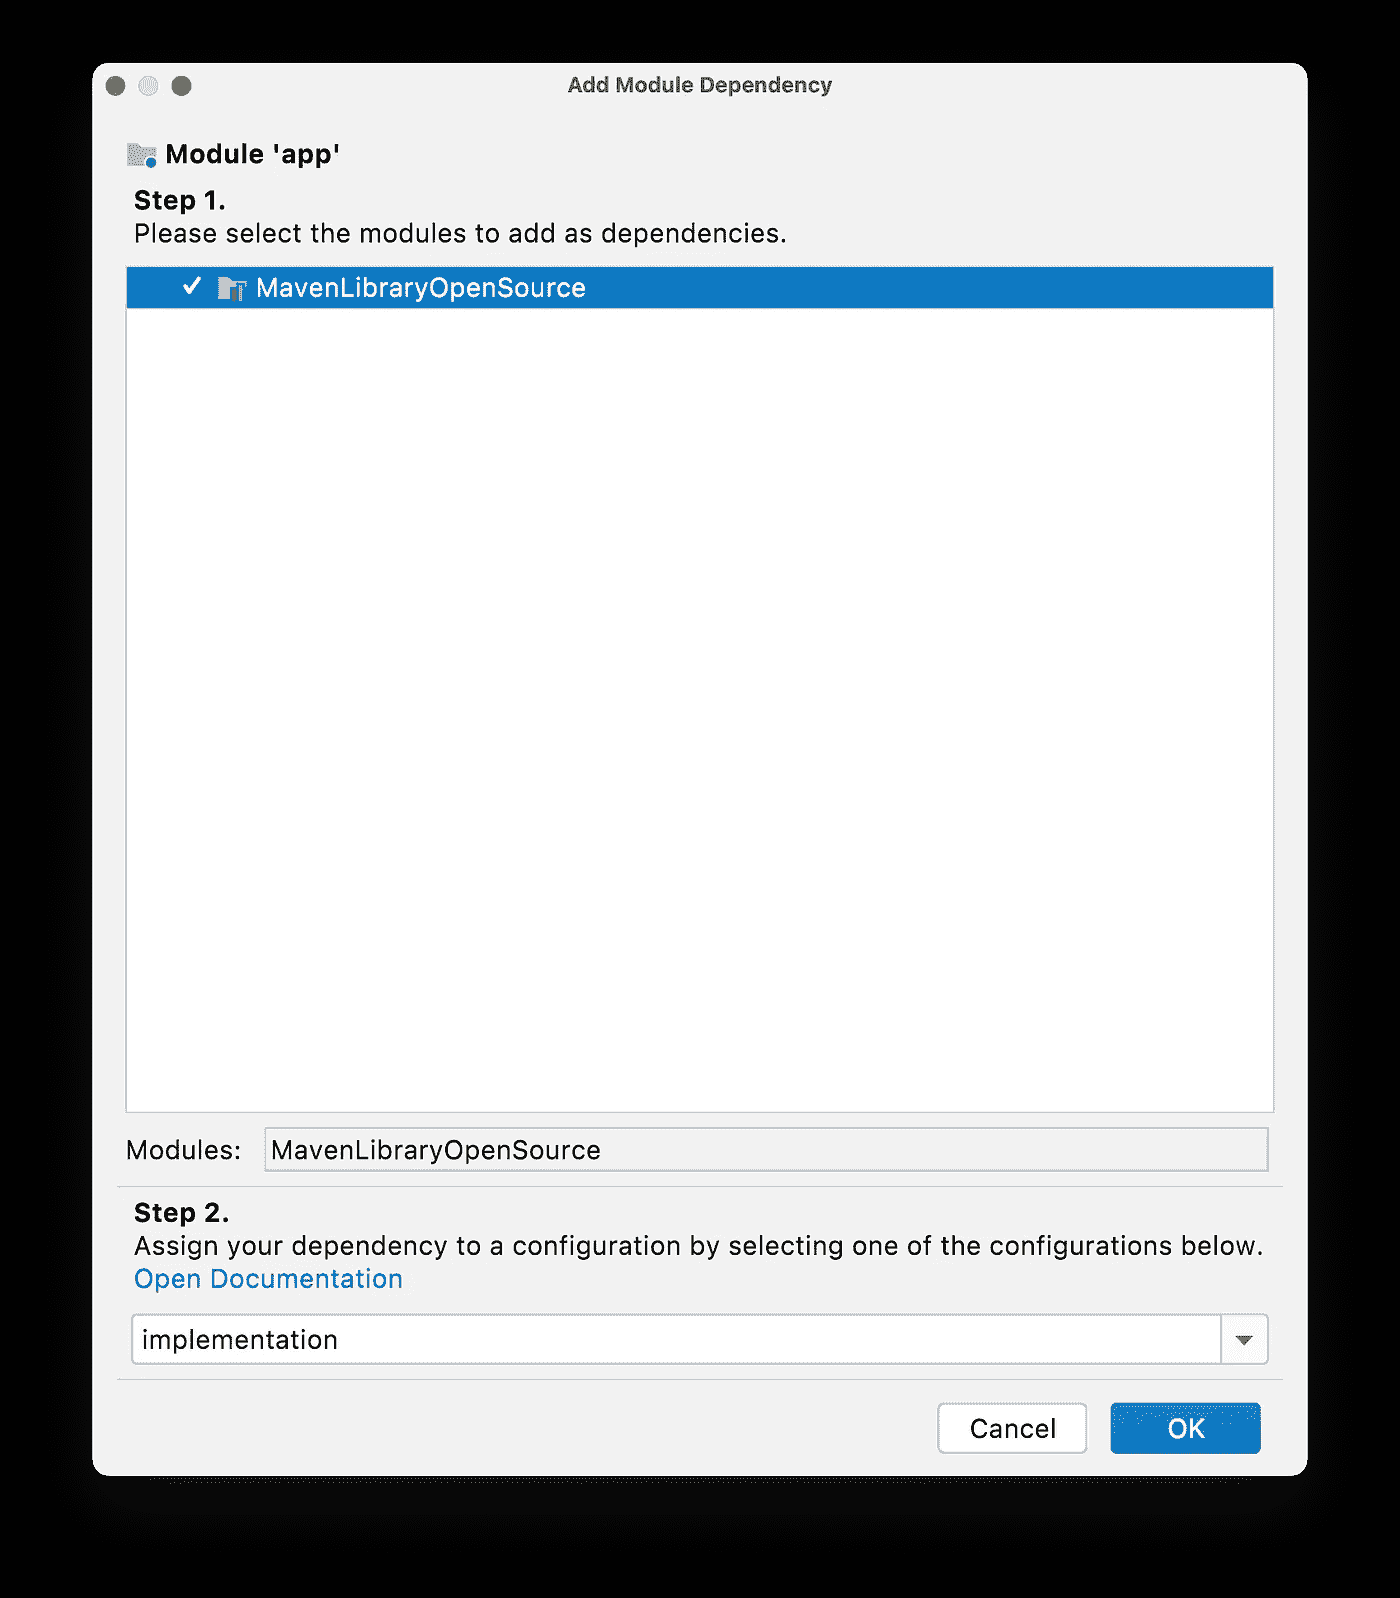 Add Module Dependency
Module 'app'
Step 1.
Please select the modules to add as dependencies.
MavenLibraryOpenSource
Modules: MavenLibraryOpenSource
Step 2.
Assign your dependency to a configuration by selecting one of the configurations below.
Open Documentation
implementation
Cancel OK